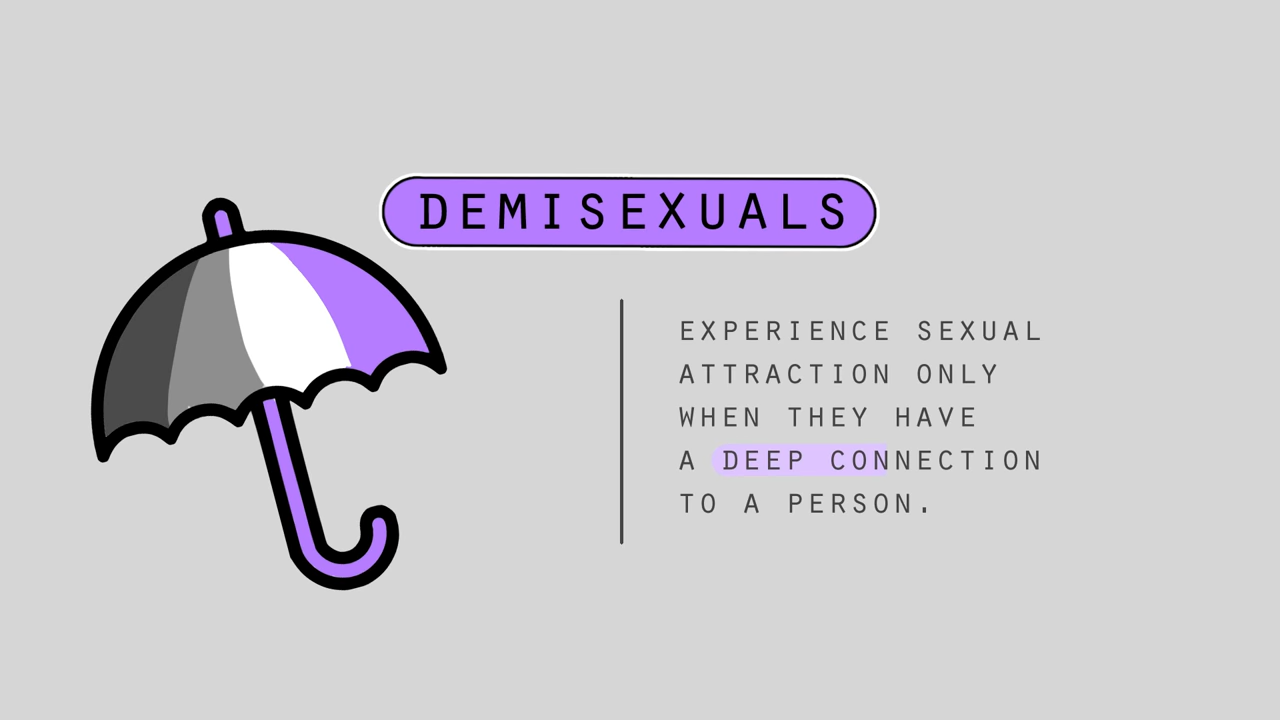 DEMISEXUALS
EXPERIENCE SEXUAL
ATTRACTION ONLY
WHEN THEY HAVE
A DEEP CONNECTION
TO A PERSON.